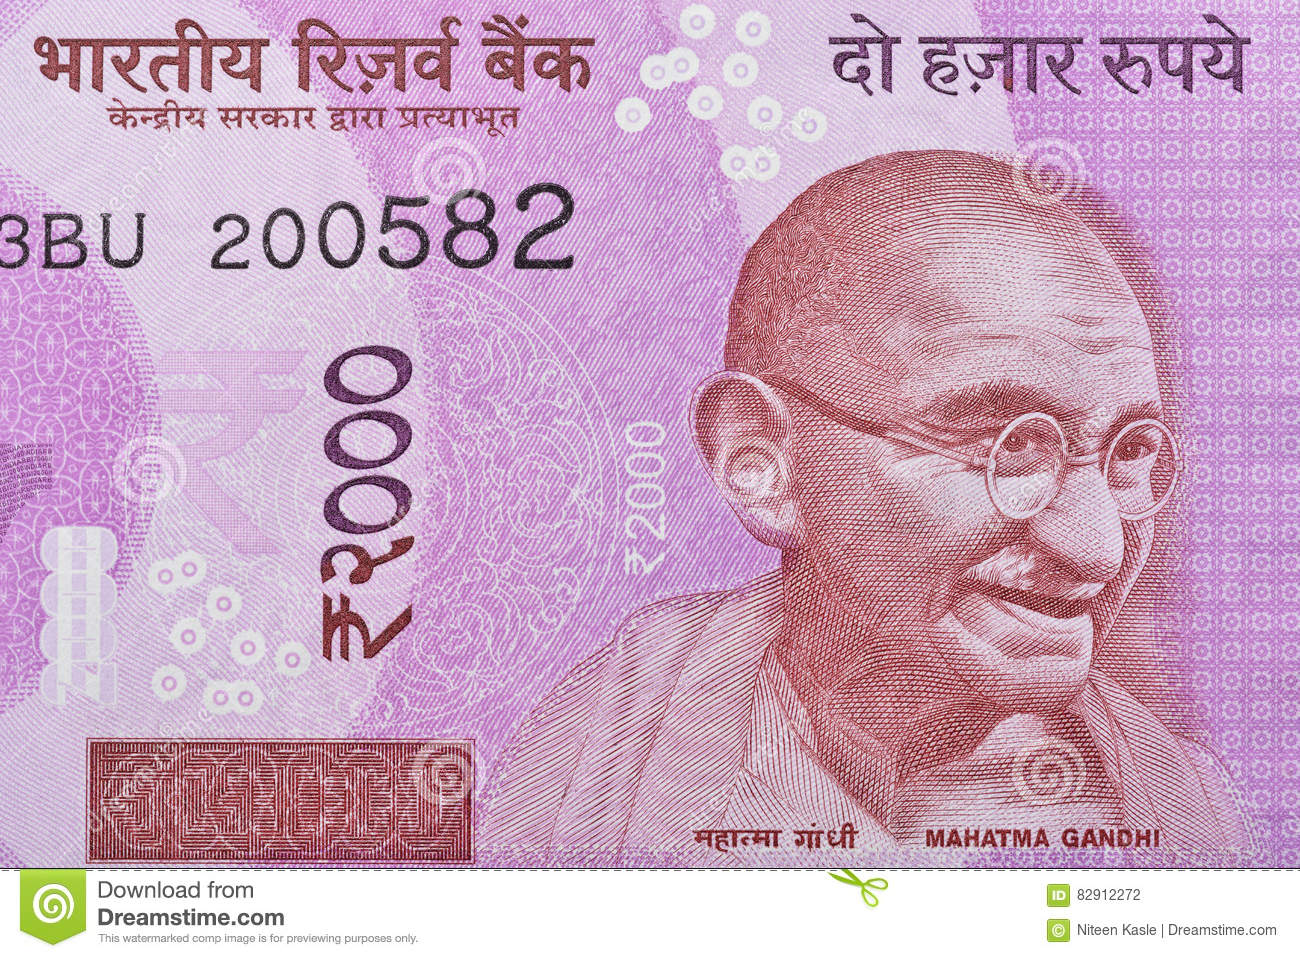 भारतीय रिज़र्व बैंक
केन्द्रीय सरकार द्वारा प्रत्याभूत
दो हज़ार रुपये
3BU 200582
₹२०००
₹2000
महात्मा गांधी
MAHATMA GANDHI
Download from
Dreamstime.com
This watermarked comp image is for previewing purposes only.
ID 82912272
© Niteen Kasle | Dreamstime.com